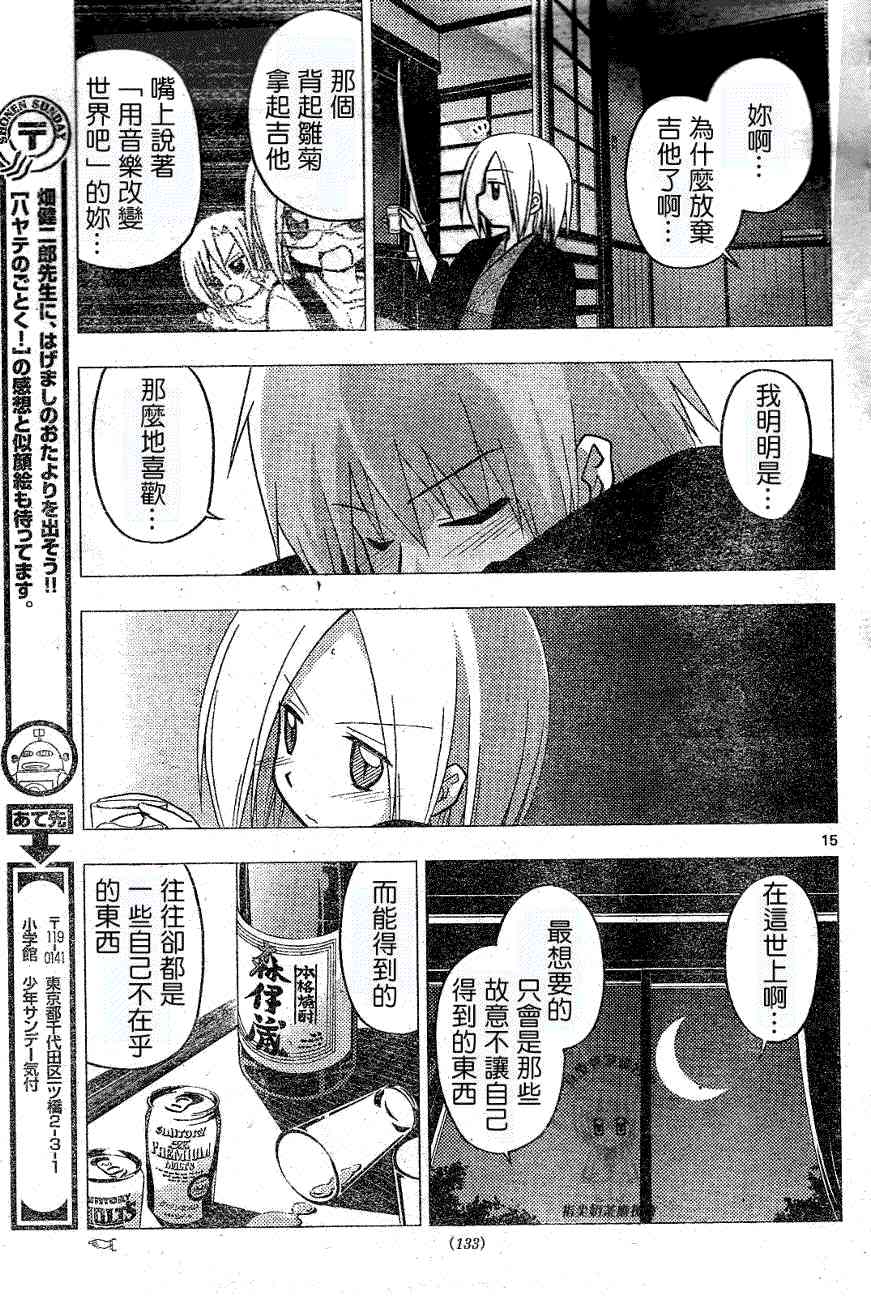 妳啊…
為什麼放棄
吉他了啊…
那個
背起雛菊
拿起吉他
嘴上說著
「用音樂改變
世界吧」的妳…
我明明是…
那麼地喜歡…
15
在這世上啊…
最想要的
只會是那些
故意不讓自己
得到的東西
而能得到的
往往卻都是
一些自己不在乎
的東西
本格焼酎
森伊蔵
SUNTORY
THE
PREMIUM
MALT'S
SUNTORY
MALT'S
(133)
SHONEN SUNDAY
〒
畑健二郎先生に、はげましのおたよりを出そう!!
【ハヤテのごとく!】の感想と似顔絵も待ってます。
あて先
〒119-0141 東京都千代田区一ツ橋2-3-1
小学館 少年サンデー気付